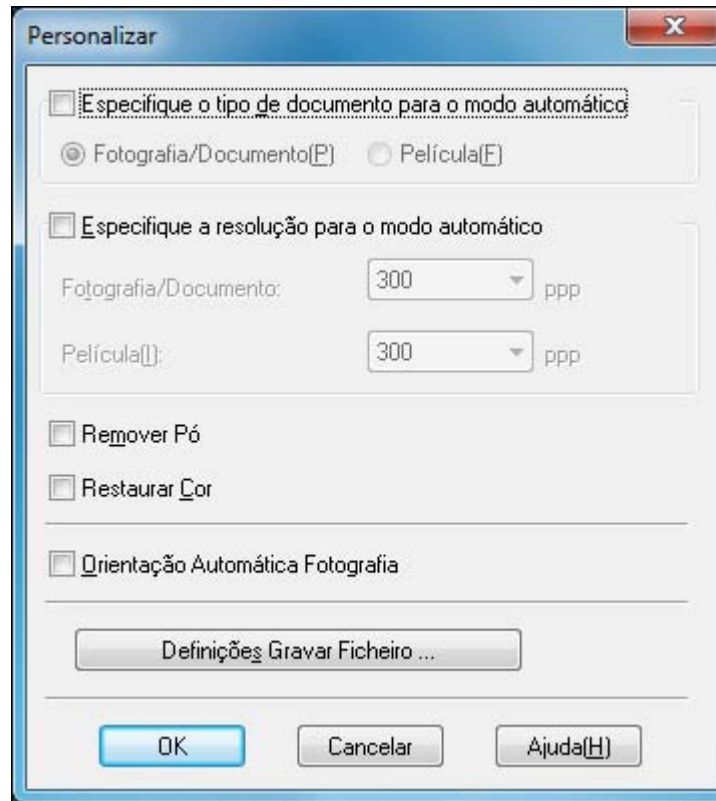 Personalizar
Especifique o tipo de documento para o modo automático
Fotografia/Documento(P) Película(F)
Especifique a resolução para o modo automático
Fotografia/Documento: 300 ppp
Película(I): 300 ppp
Remover Pó
Restaurar Cor
Orientação Automática Fotografia
Definições Gravar Ficheiro ...
OK Cancelar Ajuda(H)